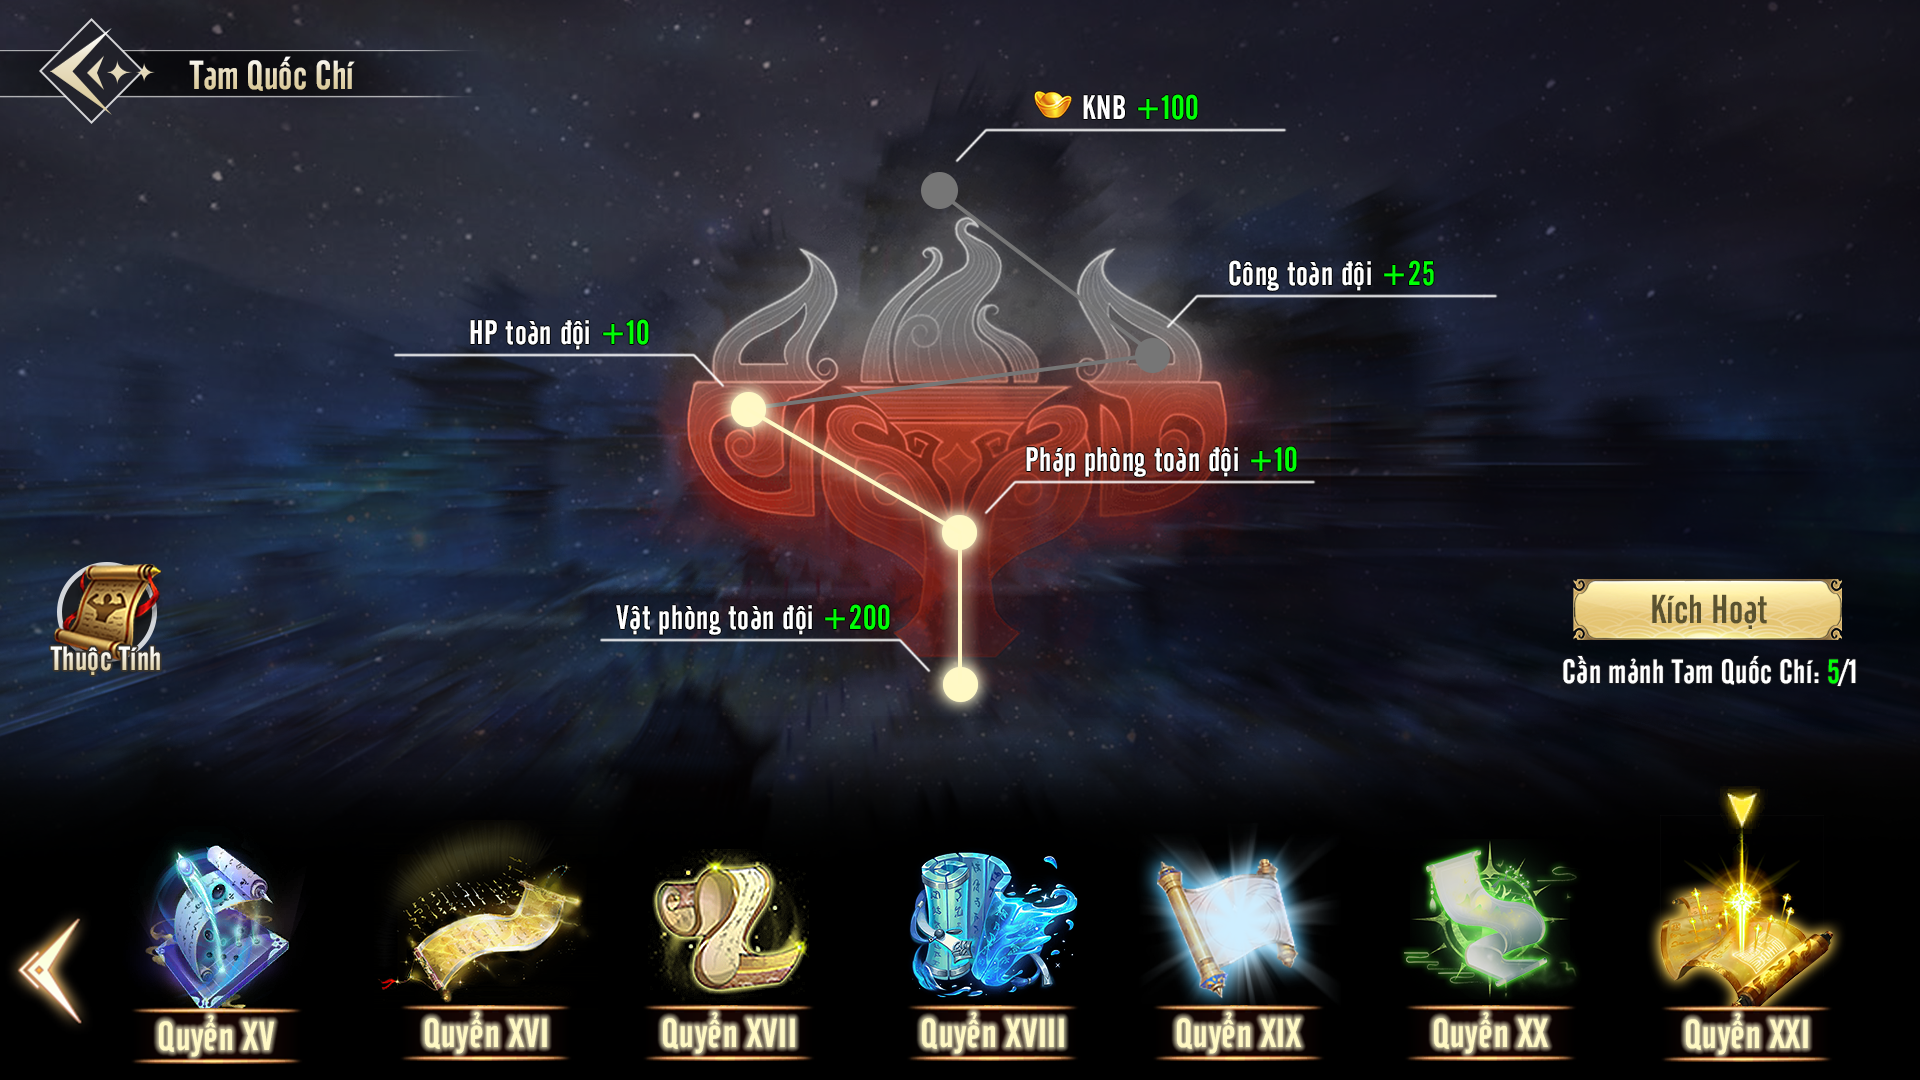 Tam Quốc Chí
KNB +100
Công toàn đội +25
HP toàn đội +10
Pháp phòng toàn đội +10
Vật phòng toàn đội +200
Thuộc Tính
Kích Hoạt
Cần mảnh Tam Quốc Chí: 5/1
Quyển XV
Quyển XVI
Quyển XVII
Quyển XVIII
Quyển XIX
Quyển XX
Quyển XXI